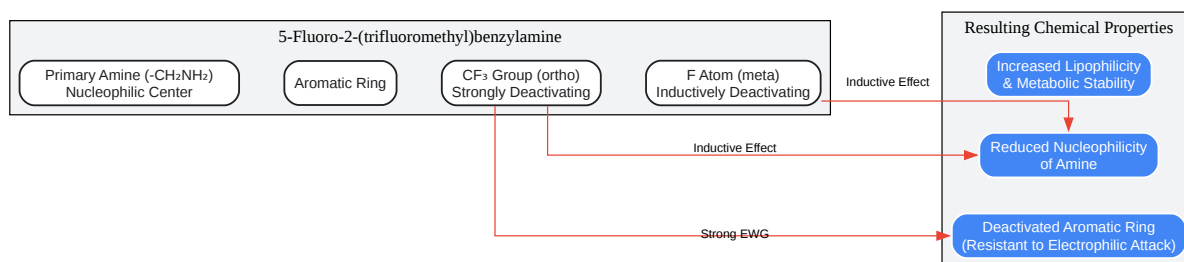 5-Fluoro-2-(trifluoromethyl)benzylamine
Primary Amine (-CH₂NH₂)
Nucleophilic Center
Aromatic Ring
CF₃ Group (ortho)
Strongly Deactivating
F Atom (meta)
Inductively Deactivating
Inductive Effect
Inductive Effect
Strong EWG
Resulting Chemical Properties
Increased Lipophilicity
& Metabolic Stability
Reduced Nucleophilicity
of Amine
Deactivated Aromatic Ring
(Resistant to Electrophilic Attack)